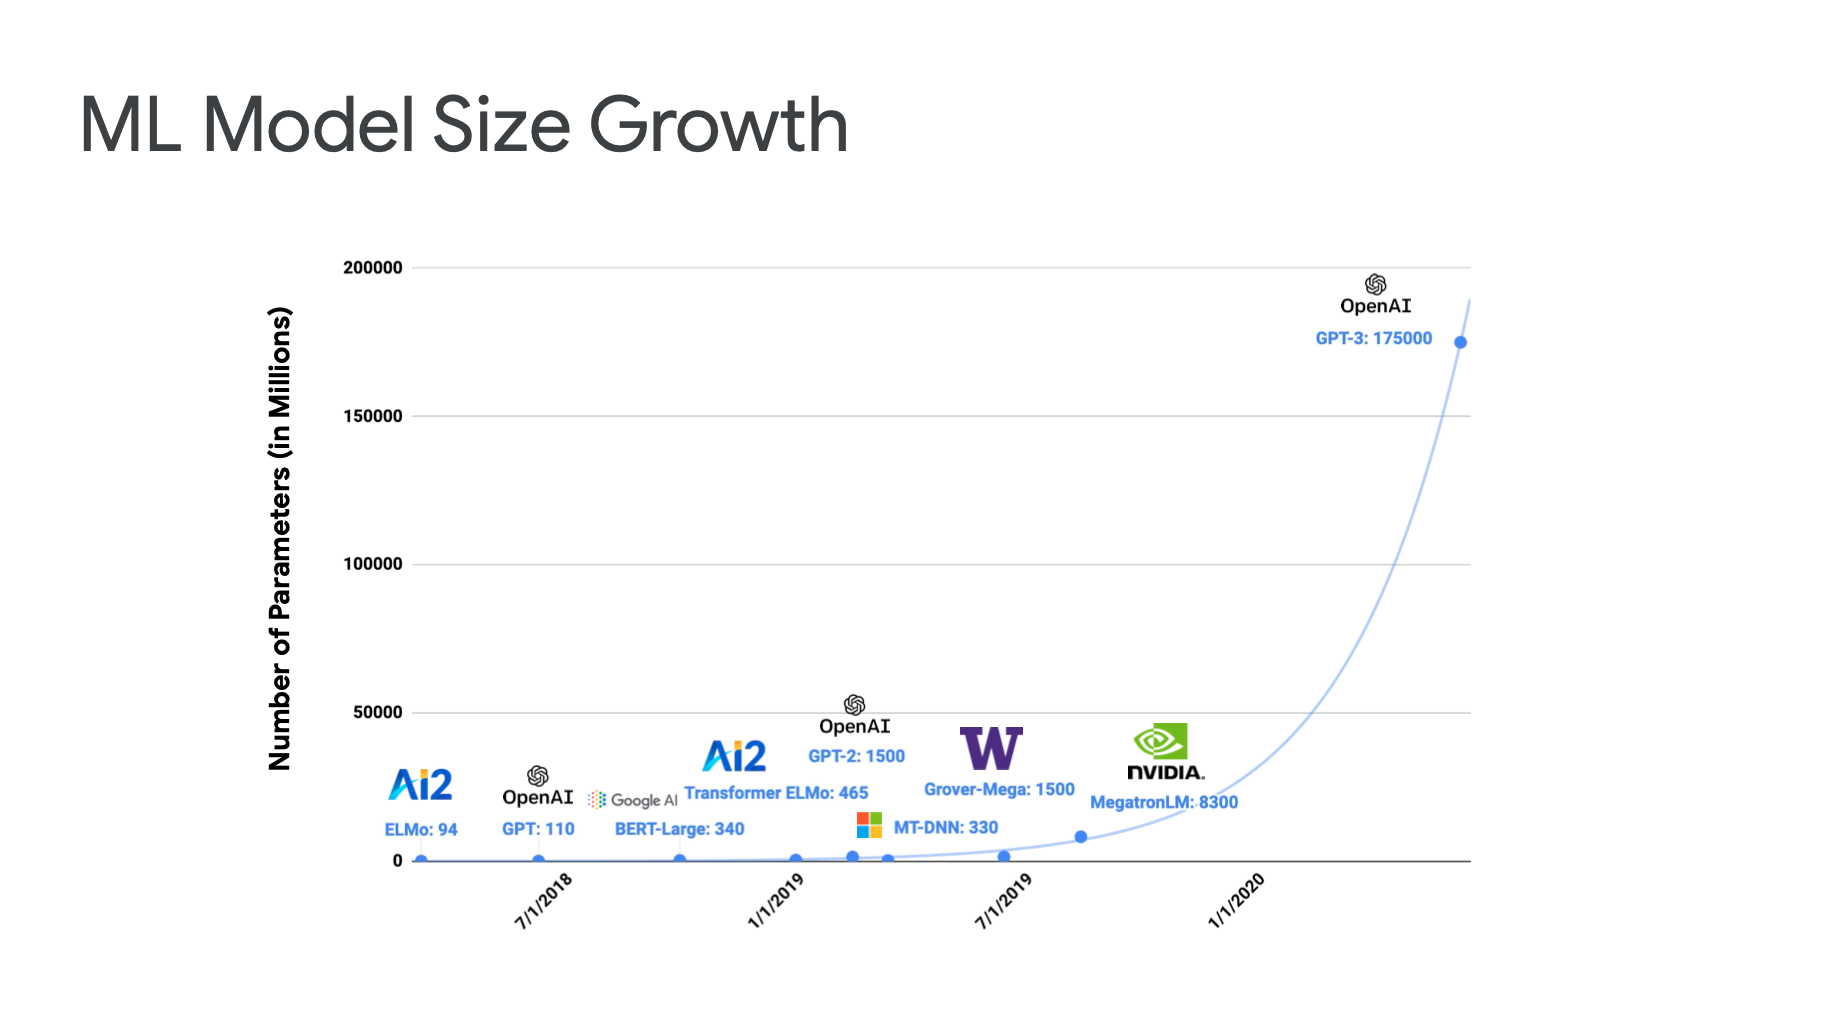 ML Model Size Growth
Number of Parameters (in Millions)
200000
150000
100000
50000
0
Ai2
ELMo: 94
OpenAI
GPT: 110
Google AI
BERT-Large: 340
Ai2
Transformer ELMo: 465
OpenAI
GPT-2: 1500
MT-DNN: 330
W
Grover-Mega: 1500
NVIDIA.
MegatronLM: 8300
OpenAI
GPT-3: 175000
7/1/2018
1/1/2019
7/1/2019
1/1/2020